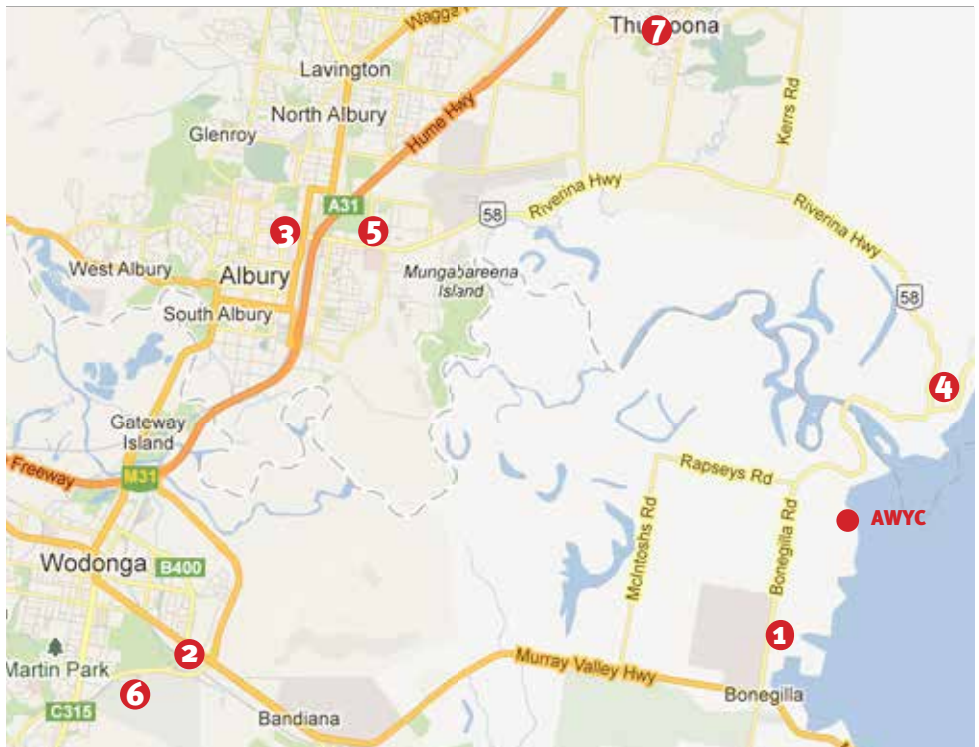 Wagga
7
Thu oona
Lavington
North Albury
Hume Hwy
Kerrs Rd
Glenroy
A31
58
Riverina Hwy
3
5
Riverina Hwy
West Albury
Albury
Mungabareena
Island
58
South Albury
4
Gateway
Island
Freeway
M31
Rapseys Rd
AWYC
McIntoshs Rd
Bonegilla Rd
Wodonga
B400
1
2
Martin Park
Murray Valley Hwy
6
Bonegilla
C315
Bandiana